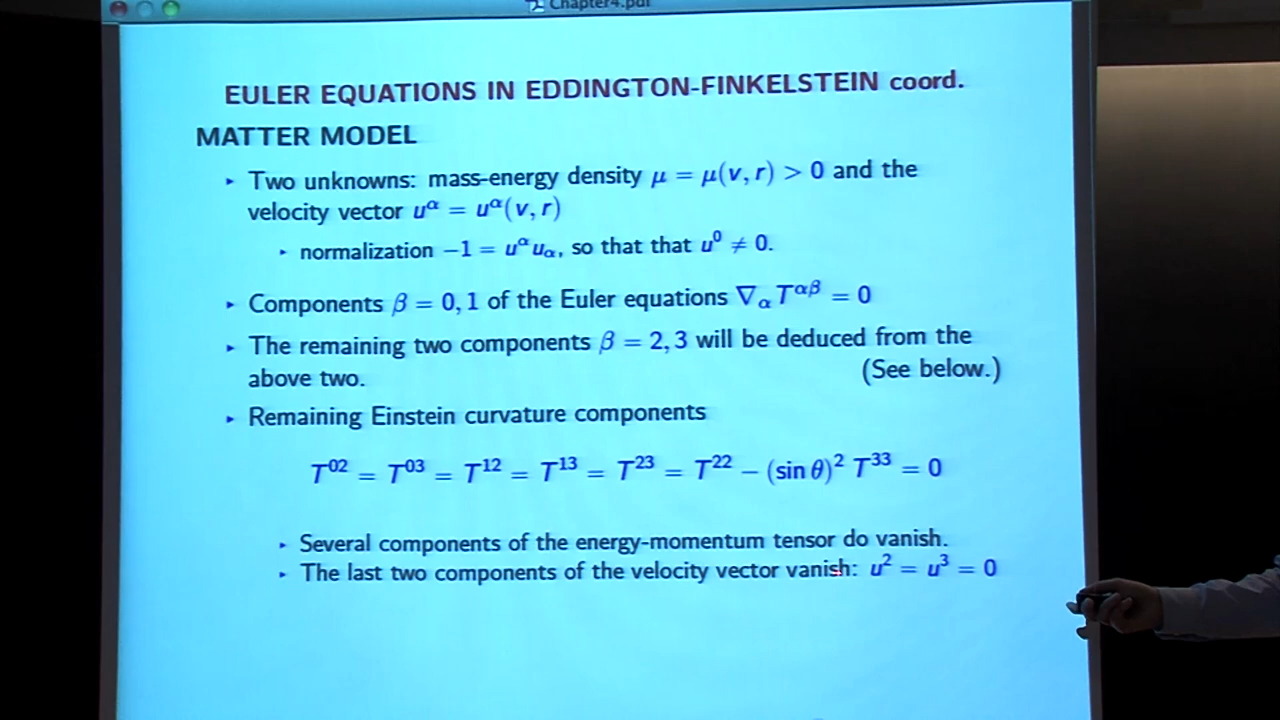 Chapter4.pdf
EULER EQUATIONS IN EDDINGTON-FINKELSTEIN coord.
MATTER MODEL
‣ Two unknowns: mass-energy density μ = μ(v, r) > 0 and the
velocity vector u^α = u^α(v, r)
‣ normalization −1 = u^α u_α, so that that u^0 ≠ 0.
‣ Components β = 0, 1 of the Euler equations ∇_α T^{αβ} = 0
‣ The remaining two components β = 2, 3 will be deduced from the
above two. (See below.)
‣ Remaining Einstein curvature components
T^{02} = T^{03} = T^{12} = T^{13} = T^{23} = T^{22} − (sin θ)^2 T^{33} = 0
‣ Several components of the energy-momentum tensor do vanish.
‣ The last two components of the velocity vector vanish: u^2 = u^3 = 0